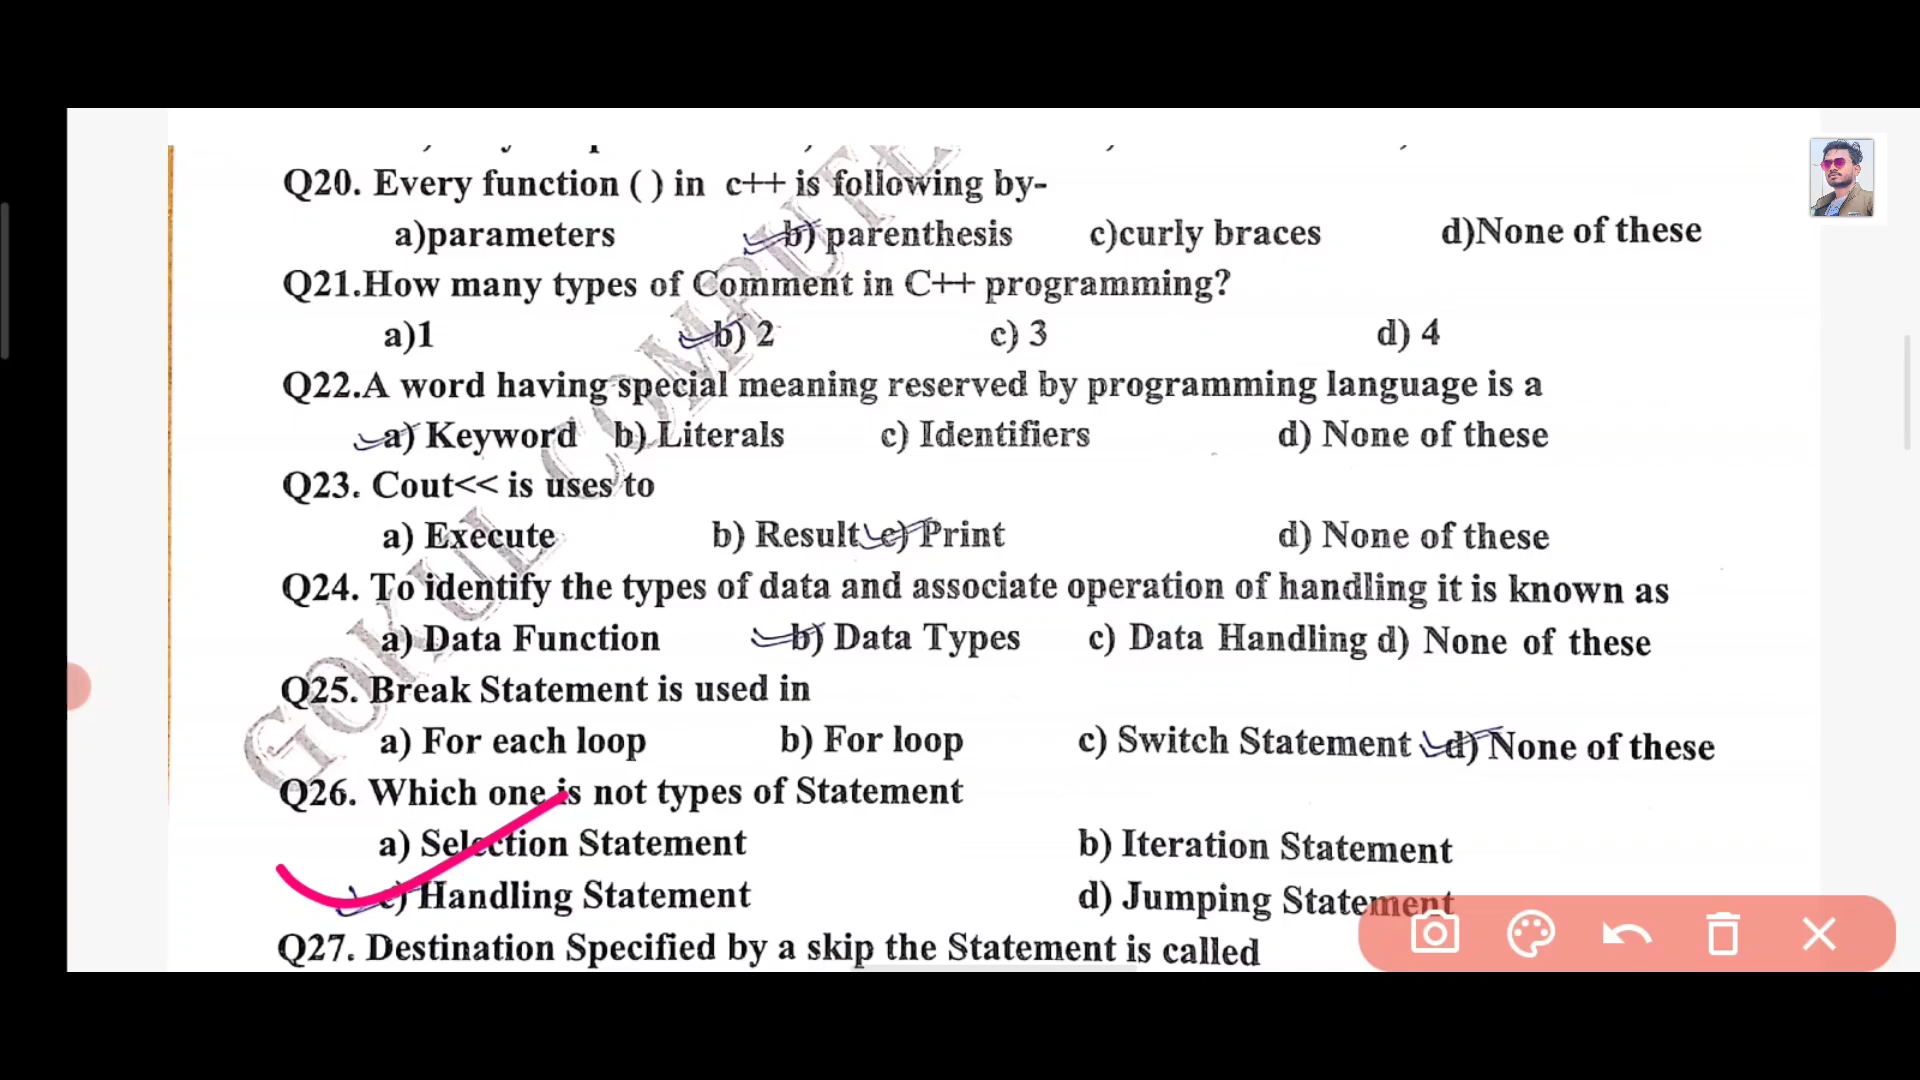 Q20. Every function ( ) in c++ is following by-
a)parameters b) parenthesis c)curly braces d)None of these
Q21.How many types of Comment in C++ programming?
a)1 b) 2 c) 3 d) 4
Q22.A word having special meaning reserved by programming language is a
a) Keyword b) Literals c) Identifiers d) None of these
Q23. Cout<< is uses to
a) Execute b) Result c) Print d) None of these
Q24. To identify the types of data and associate operation of handling it is known as
a) Data Function b) Data Types c) Data Handling d) None of these
Q25. Break Statement is used in
a) For each loop b) For loop c) Switch Statement d) None of these
Q26. Which one is not types of Statement
a) Selection Statement b) Iteration Statement
c) Handling Statement d) Jumping Statement
Q27. Destination Specified by a skip the Statement is called
GOKUL COMPUTE